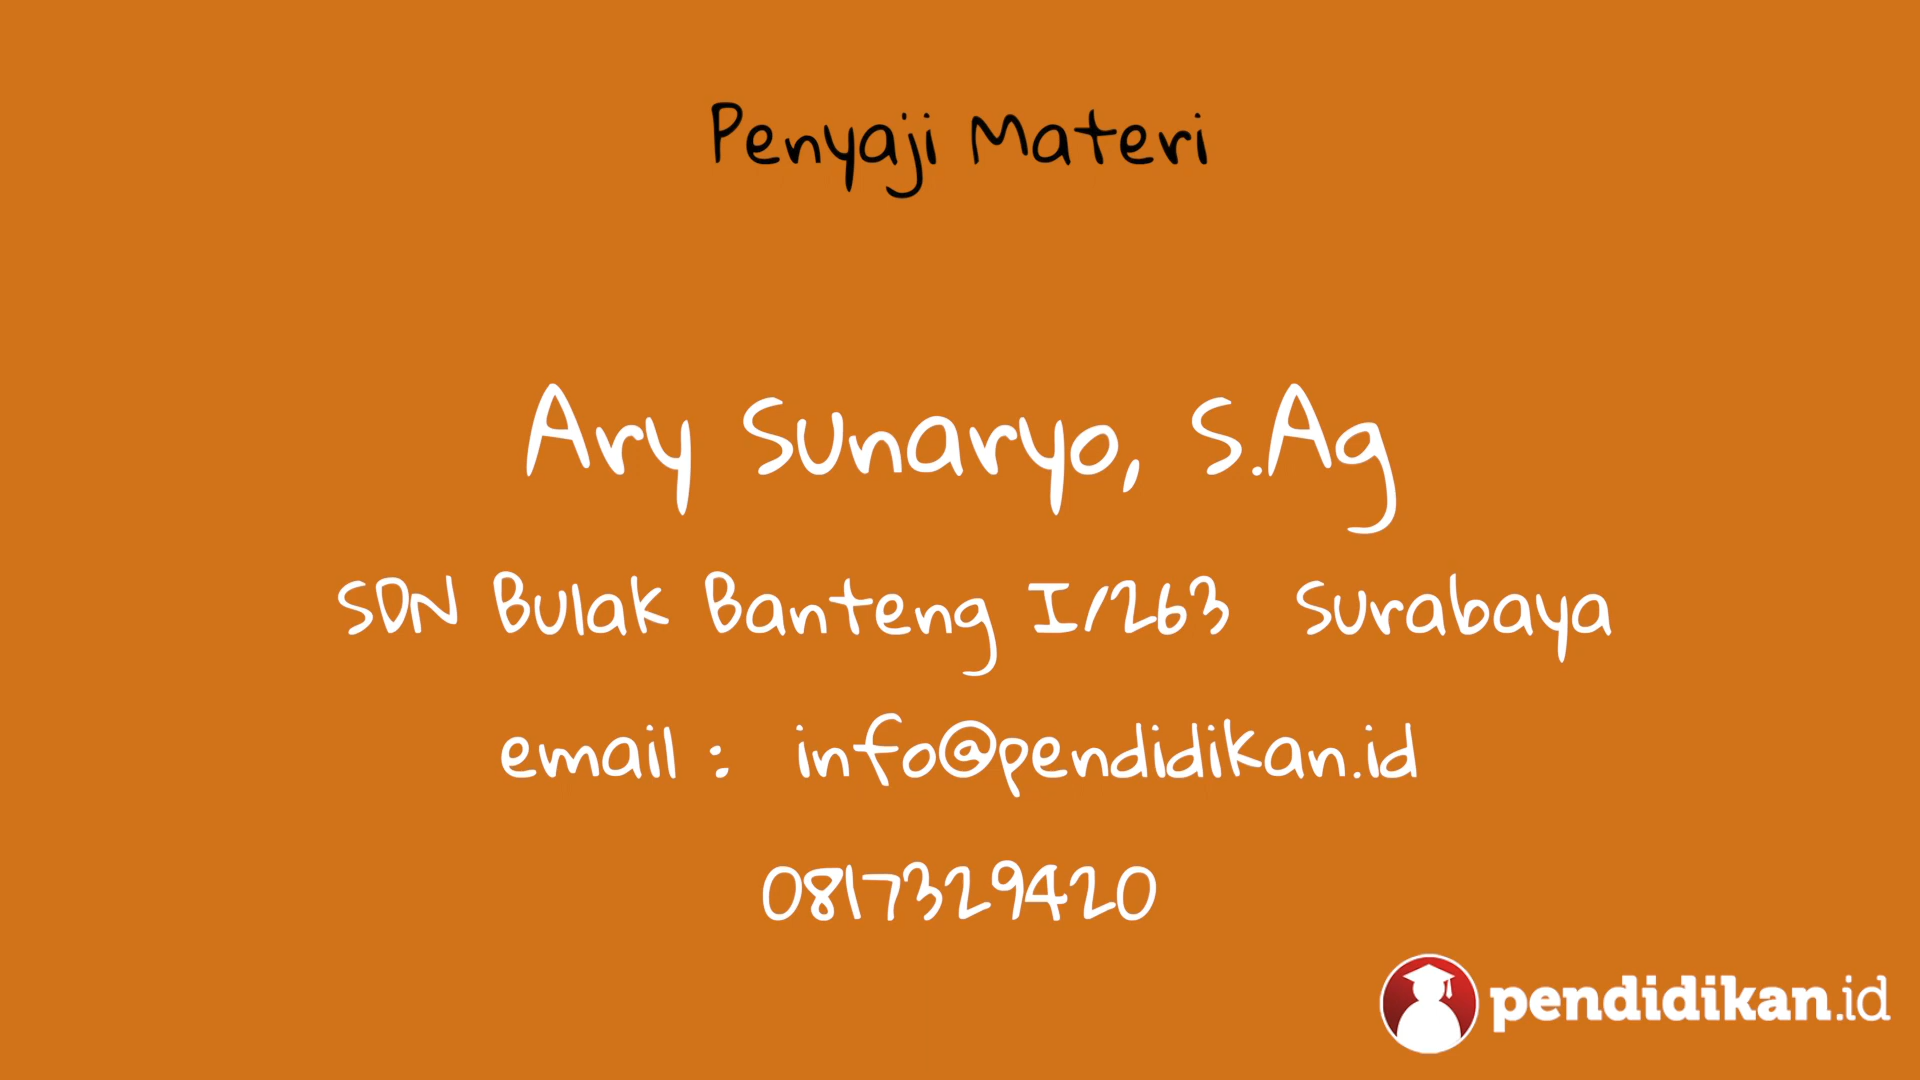 Penyaji Materi
Ary Sunaryo, S.Ag
SDN Bulak Banteng I/263 Surabaya
email : info@pendidikan.id
0817329420
pendidikan.id